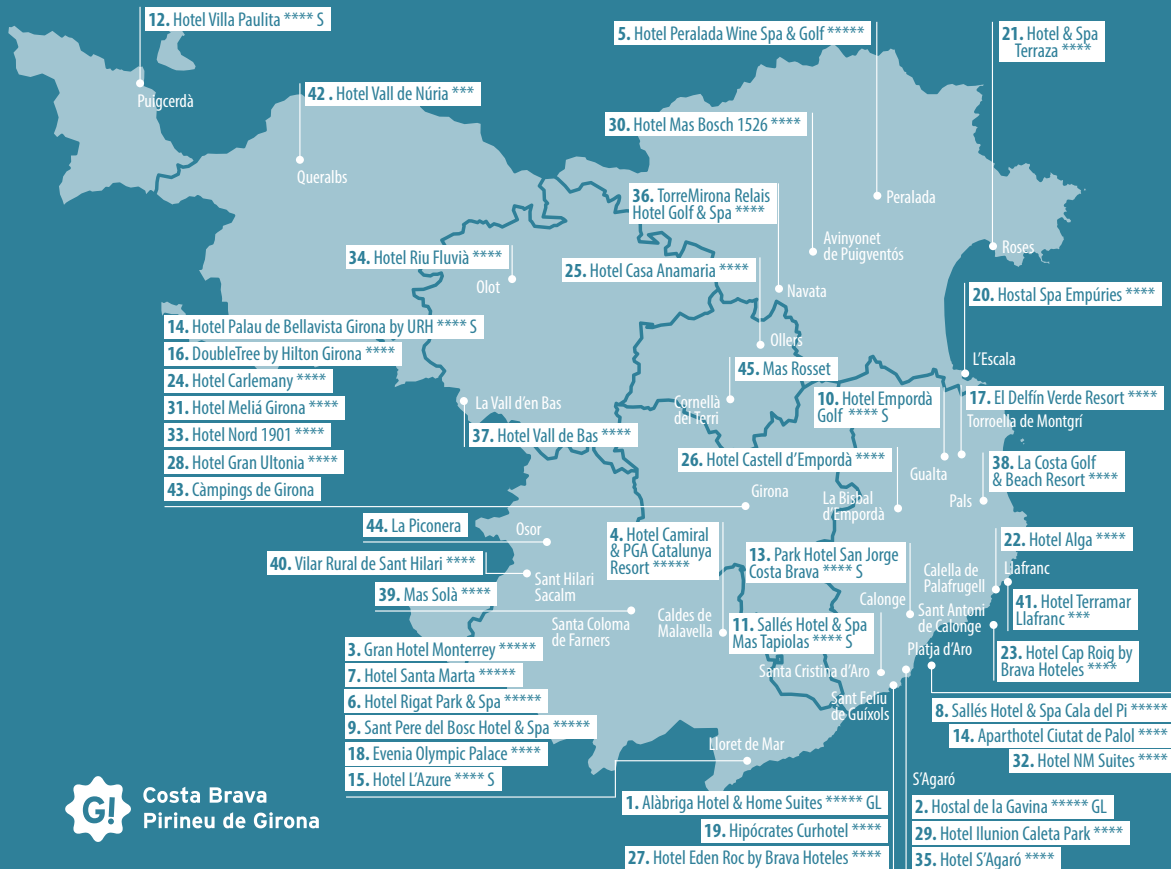 12. Hotel Villa Paulita **** S
Puigcerdà
42 . Hotel Vall de Núria ***
Queralbs
5. Hotel Peralada Wine Spa & Golf *****
Peralada
21. Hotel & Spa
Terraza ****
Roses
30. Hotel Mas Bosch 1526 ****
Avinyonet
de Puigventós
36. TorreMirona Relais
Hotel Golf & Spa ****
Navata
34. Hotel Riu Fluvià ****
Olot
25. Hotel Casa Anamaria ****
Ollers
20. Hostal Spa Empúries ****
L'Escala
14. Hotel Palau de Bellavista Girona by URH **** S
16. DoubleTree by Hilton Girona ****
24. Hotel Carlemany ****
31. Hotel Meliá Girona ****
33. Hotel Nord 1901 ****
28. Hotel Gran Ultonia ****
43. Càmpings de Girona
Girona
45. Mas Rosset
Cornellà
del Terri
La Vall d'en Bas
37. Hotel Vall de Bas ****
10. Hotel Empordà
Golf **** S
Gualta
17. El Delfín Verde Resort ****
Torroella de Montgrí
26. Hotel Castell d'Empordà ****
La Bisbal
d'Empordà
38. La Costa Golf
& Beach Resort ****
Pals
44. La Piconera
Osor
40. Vilar Rural de Sant Hilari ****
Sant Hilari
Sacalm
39. Mas Solà ****
Santa Coloma
de Farners
4. Hotel Camiral
& PGA Catalunya
Resort *****
Caldes de
Malavella
13. Park Hotel San Jorge
Costa Brava **** S
Calonge
22. Hotel Alga ****
Calella de
Palafrugell
Llafranc
41. Hotel Terramar
Llafranc ***
Sant Antoni
de Calonge
11. Sallés Hotel & Spa
Mas Tapiolas **** S
Santa Cristina d'Aro
Platja d'Aro
23. Hotel Cap Roig by
Brava Hoteles ****
Sant Feliu
de Guíxols
3. Gran Hotel Monterrey *****
7. Hotel Santa Marta *****
6. Hotel Rigat Park & Spa *****
9. Sant Pere del Bosc Hotel & Spa *****
18. Evenia Olympic Palace ****
15. Hotel L'Azure **** S
Lloret de Mar
8. Sallés Hotel & Spa Cala del Pi *****
14. Aparthotel Ciutat de Palol ****
32. Hotel NM Suites ****
S'Agaró
1. Alàbriga Hotel & Home Suites ***** GL
19. Hipócrates Curhotel ****
27. Hotel Eden Roc by Brava Hoteles ****
2. Hostal de la Gavina ***** GL
29. Hotel Ilunion Caleta Park ****
35. Hotel S'Agaró ****
G!
Costa Brava
Pirineu de Girona